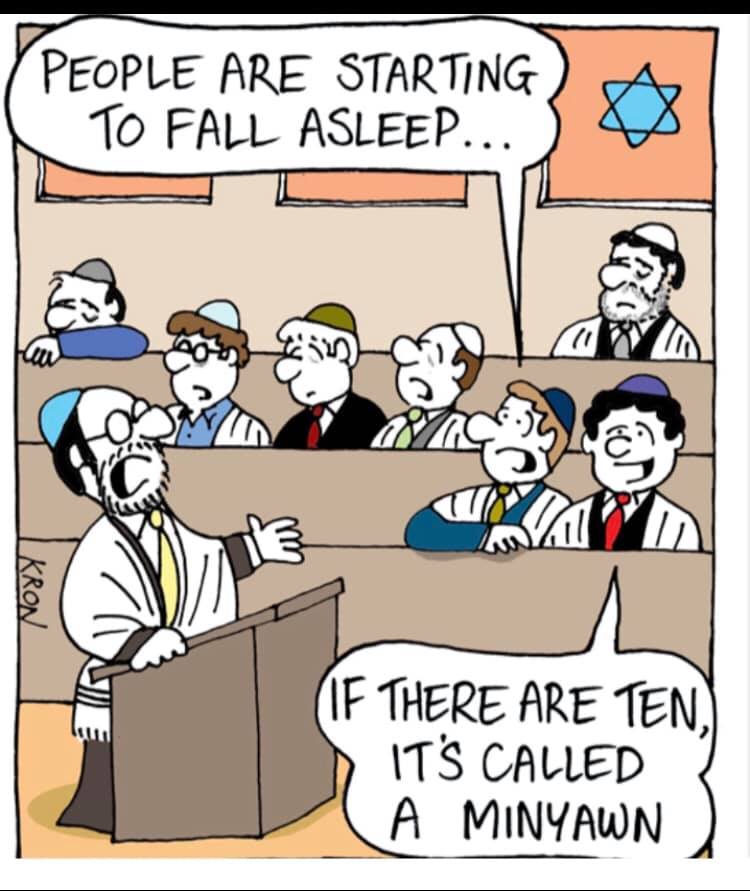 PEOPLE ARE STARTING
TO FALL ASLEEP...
KRON
IF THERE ARE TEN,
IT'S CALLED
A MINYAWN